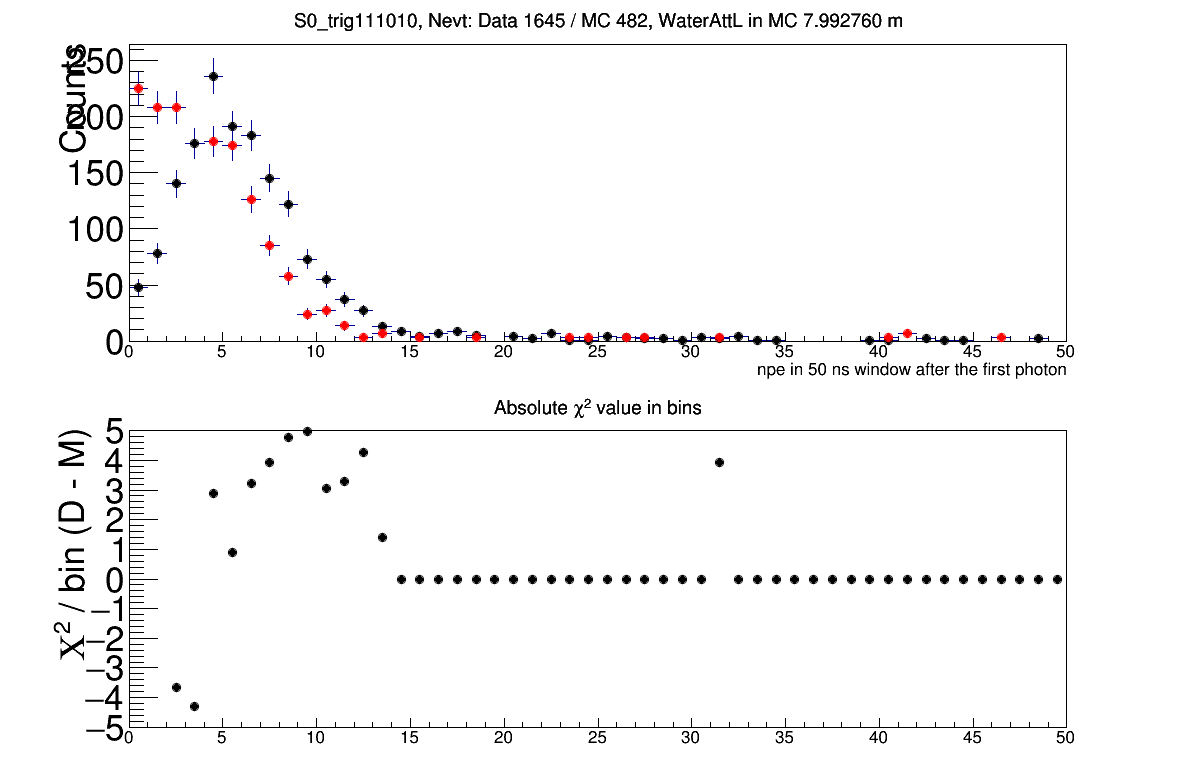 S0_trig111010, Nevt: Data 1645 / MC 482, WaterAttL in MC 7.992760 m
Counts
250
200
150
100
50
0
0 5 10 15 20 25 30 35 40 45 50
npe in 50 ns window after the first photon
Absolute χ² value in bins
X² / bin (D - M)
5
4
3
2
1
0
−1
−2
−3
−4
−5
0 5 10 15 20 25 30 35 40 45 50